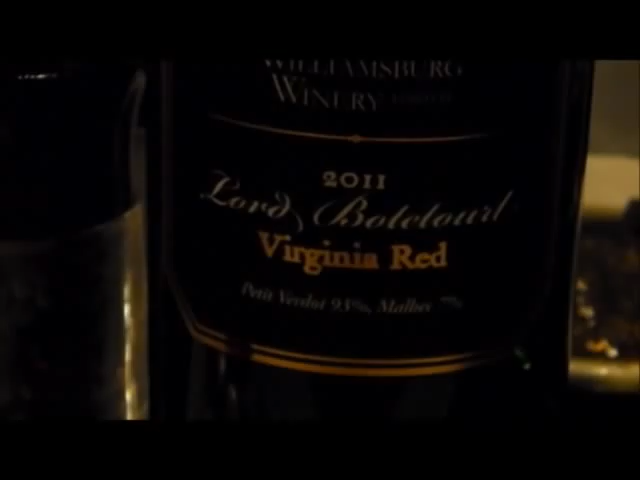 WILLIAMSBURG
WINERY
2011
Lord Botetourt
Virginia Red
Petit Verdot 93%, Malbec 7%